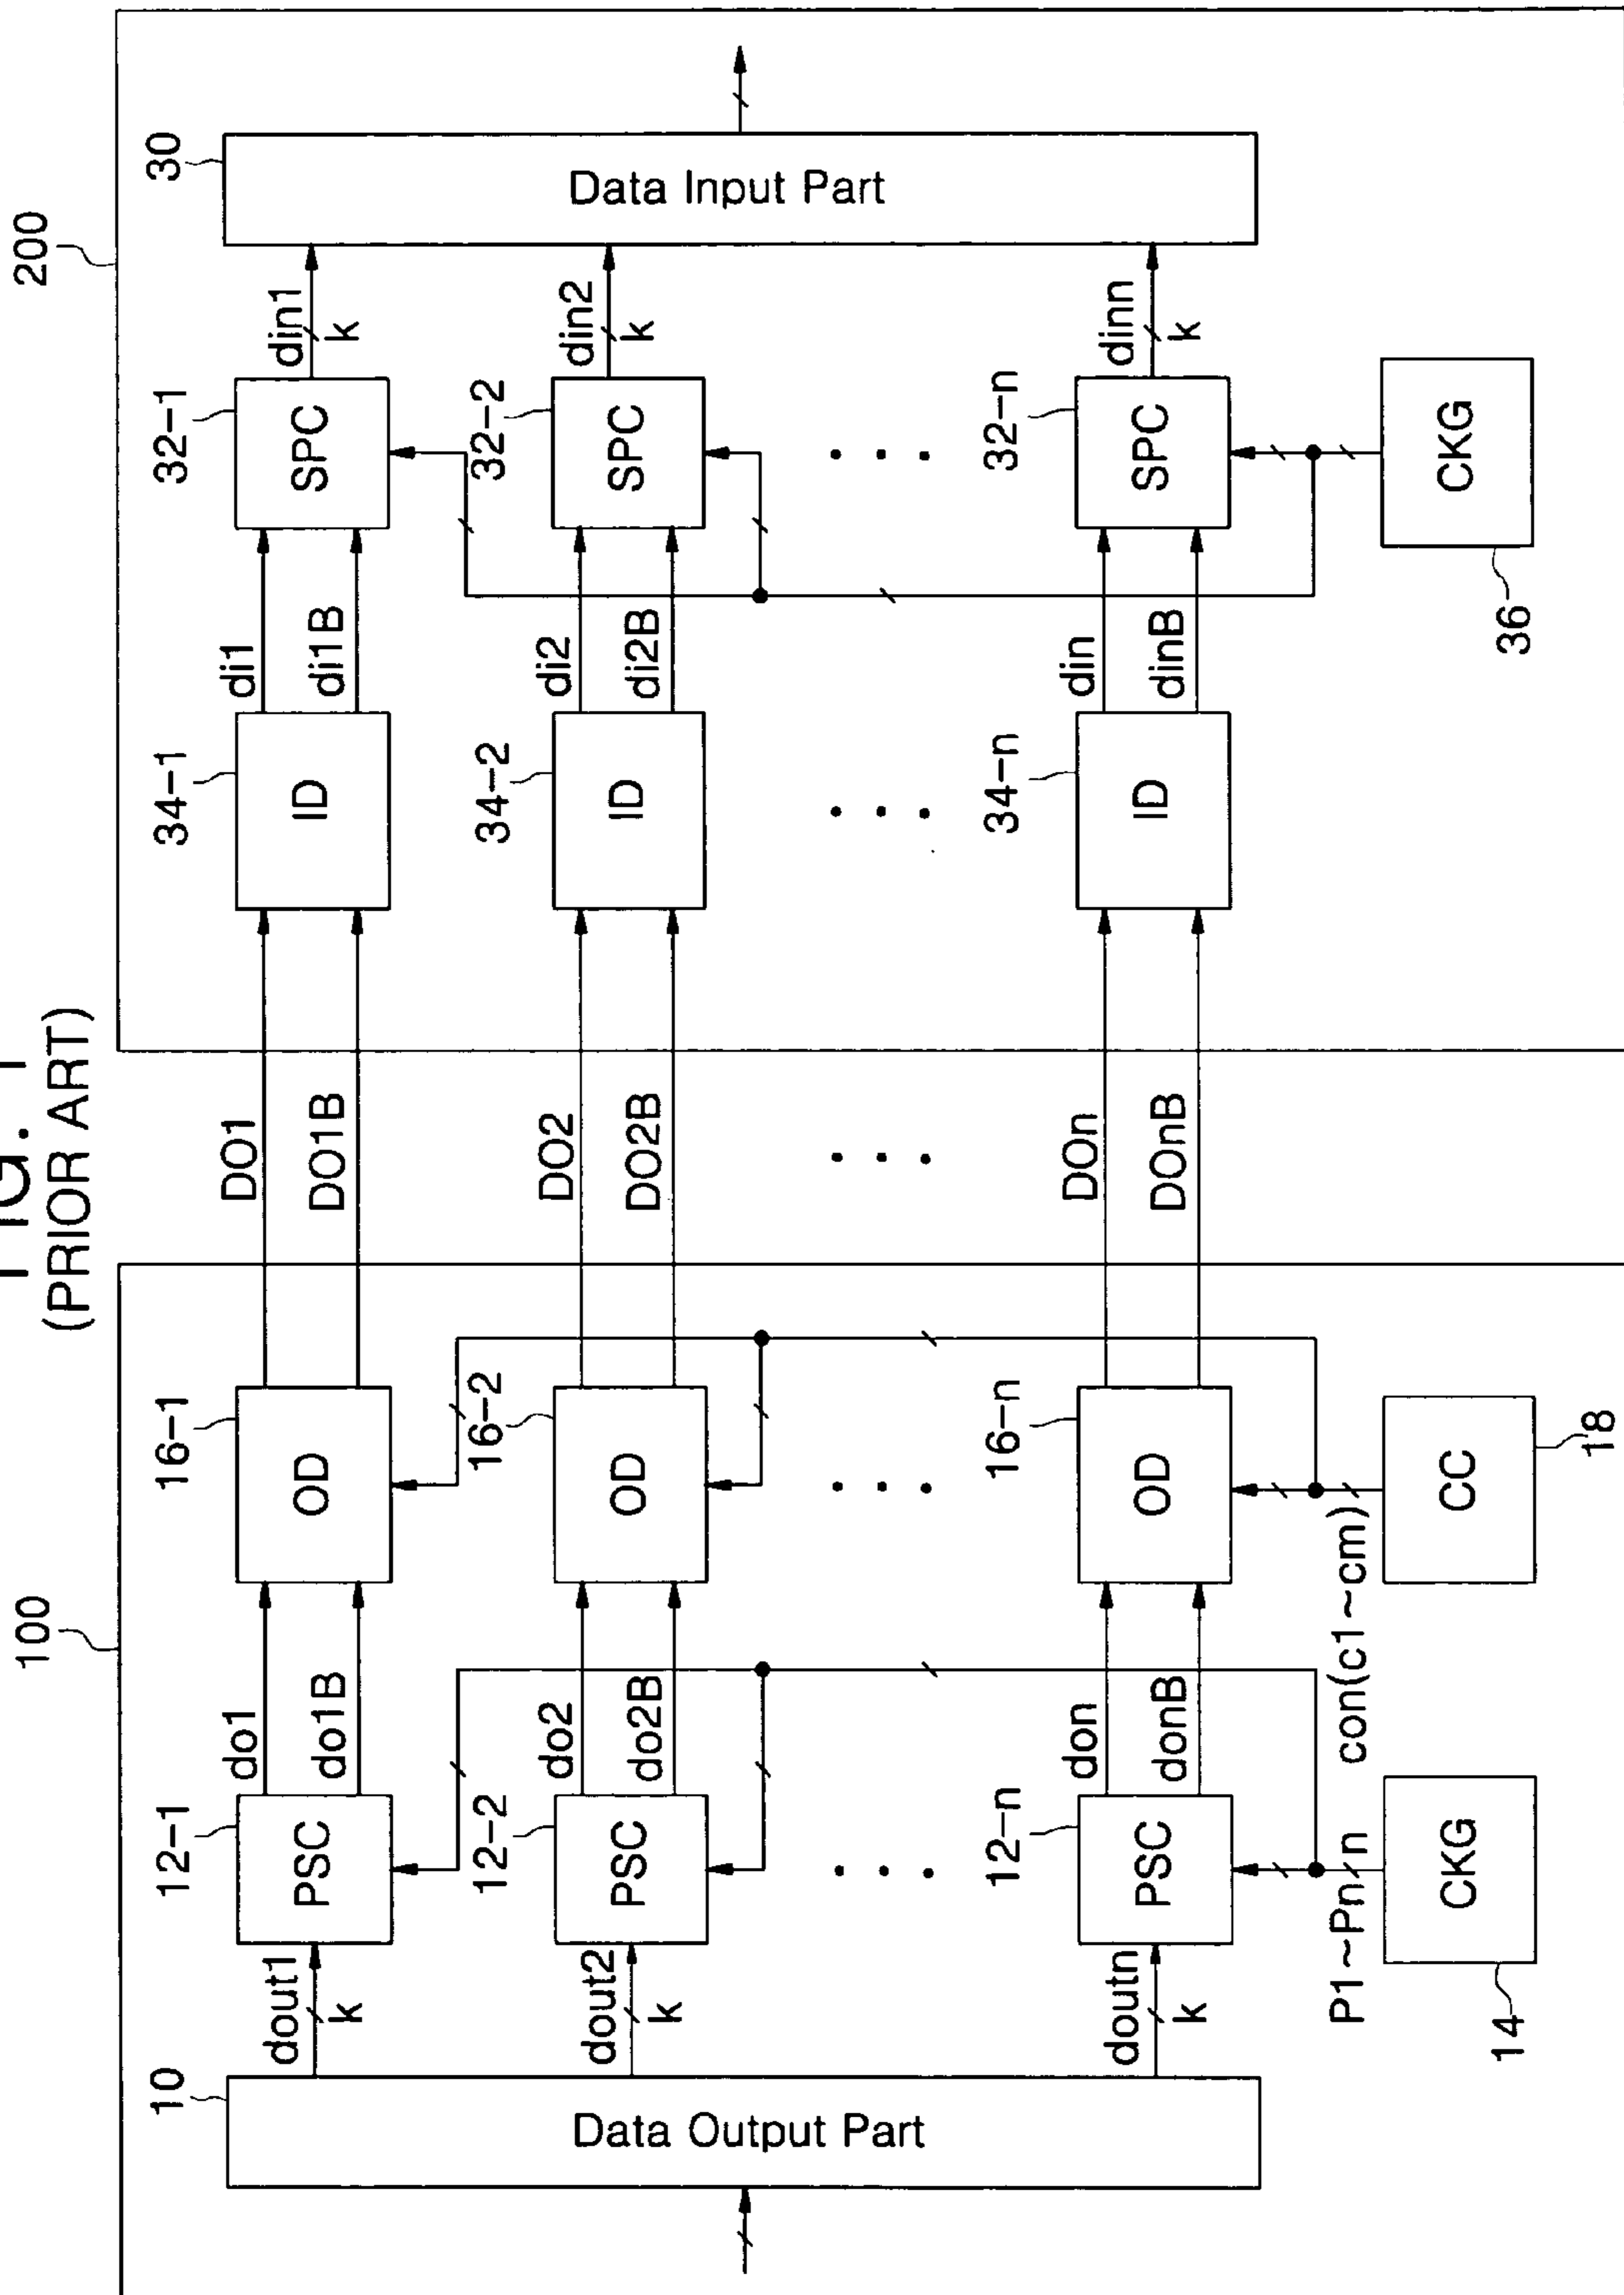 FIG. 1
(PRIOR ART)
100
200
10
Data Output Part
dout1
k
dout2
k
doutn
k
12-1
PSC
12-2
PSC
12-n
PSC
P1~Pn
n
14
CKG
do1
do1B
do2
do2B
don
donB
16-1
OD
16-2
OD
16-n
OD
con(c1~cm)
CC
18
DO1
DO1B
DO2
DO2B
DOn
DOnB
34-1
ID
34-2
ID
34-n
ID
di1
di1B
di2
di2B
din
dinB
32-1
SPC
32-2
SPC
32-n
SPC
CKG
36
din1
k
din2
k
dinn
k
30
Data Input Part